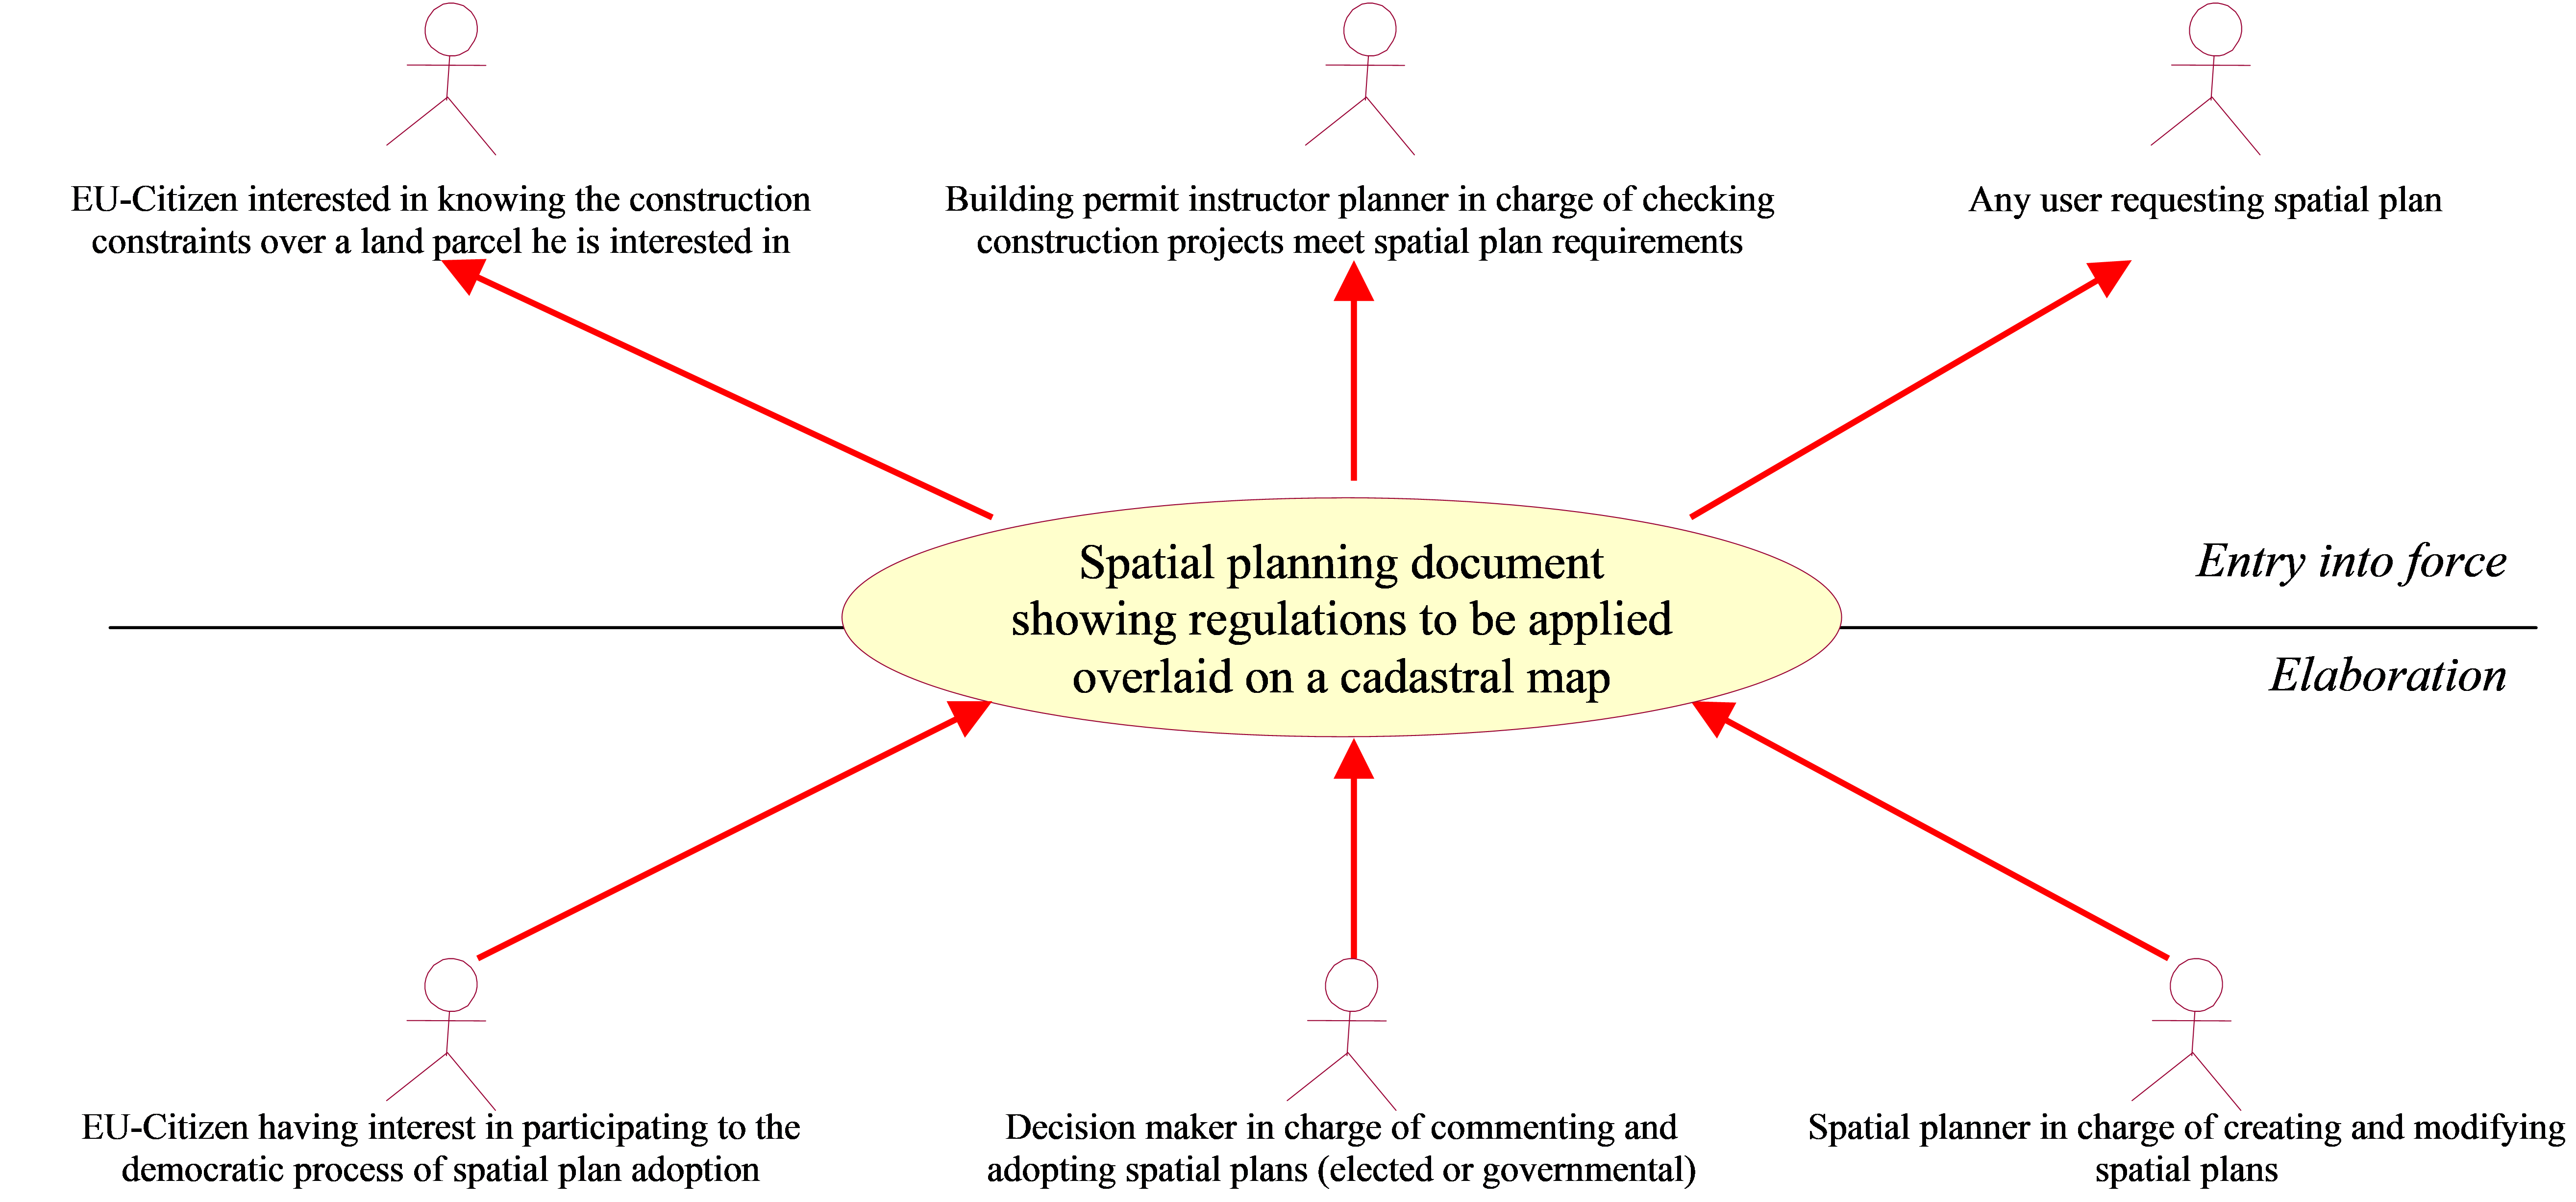 EU-Citizen interested in knowing the construction
constraints over a land parcel he is interested in
Building permit instructor planner in charge of checking
construction projects meet spatial plan requirements
Any user requesting spatial plan
Spatial planning document
showing regulations to be applied
overlaid on a cadastral map
Entry into force
Elaboration
EU-Citizen having interest in participating to the
democratic process of spatial plan adoption
Decision maker in charge of commenting and
adopting spatial plans (elected or governmental)
Spatial planner in charge of creating and modifying
spatial plans